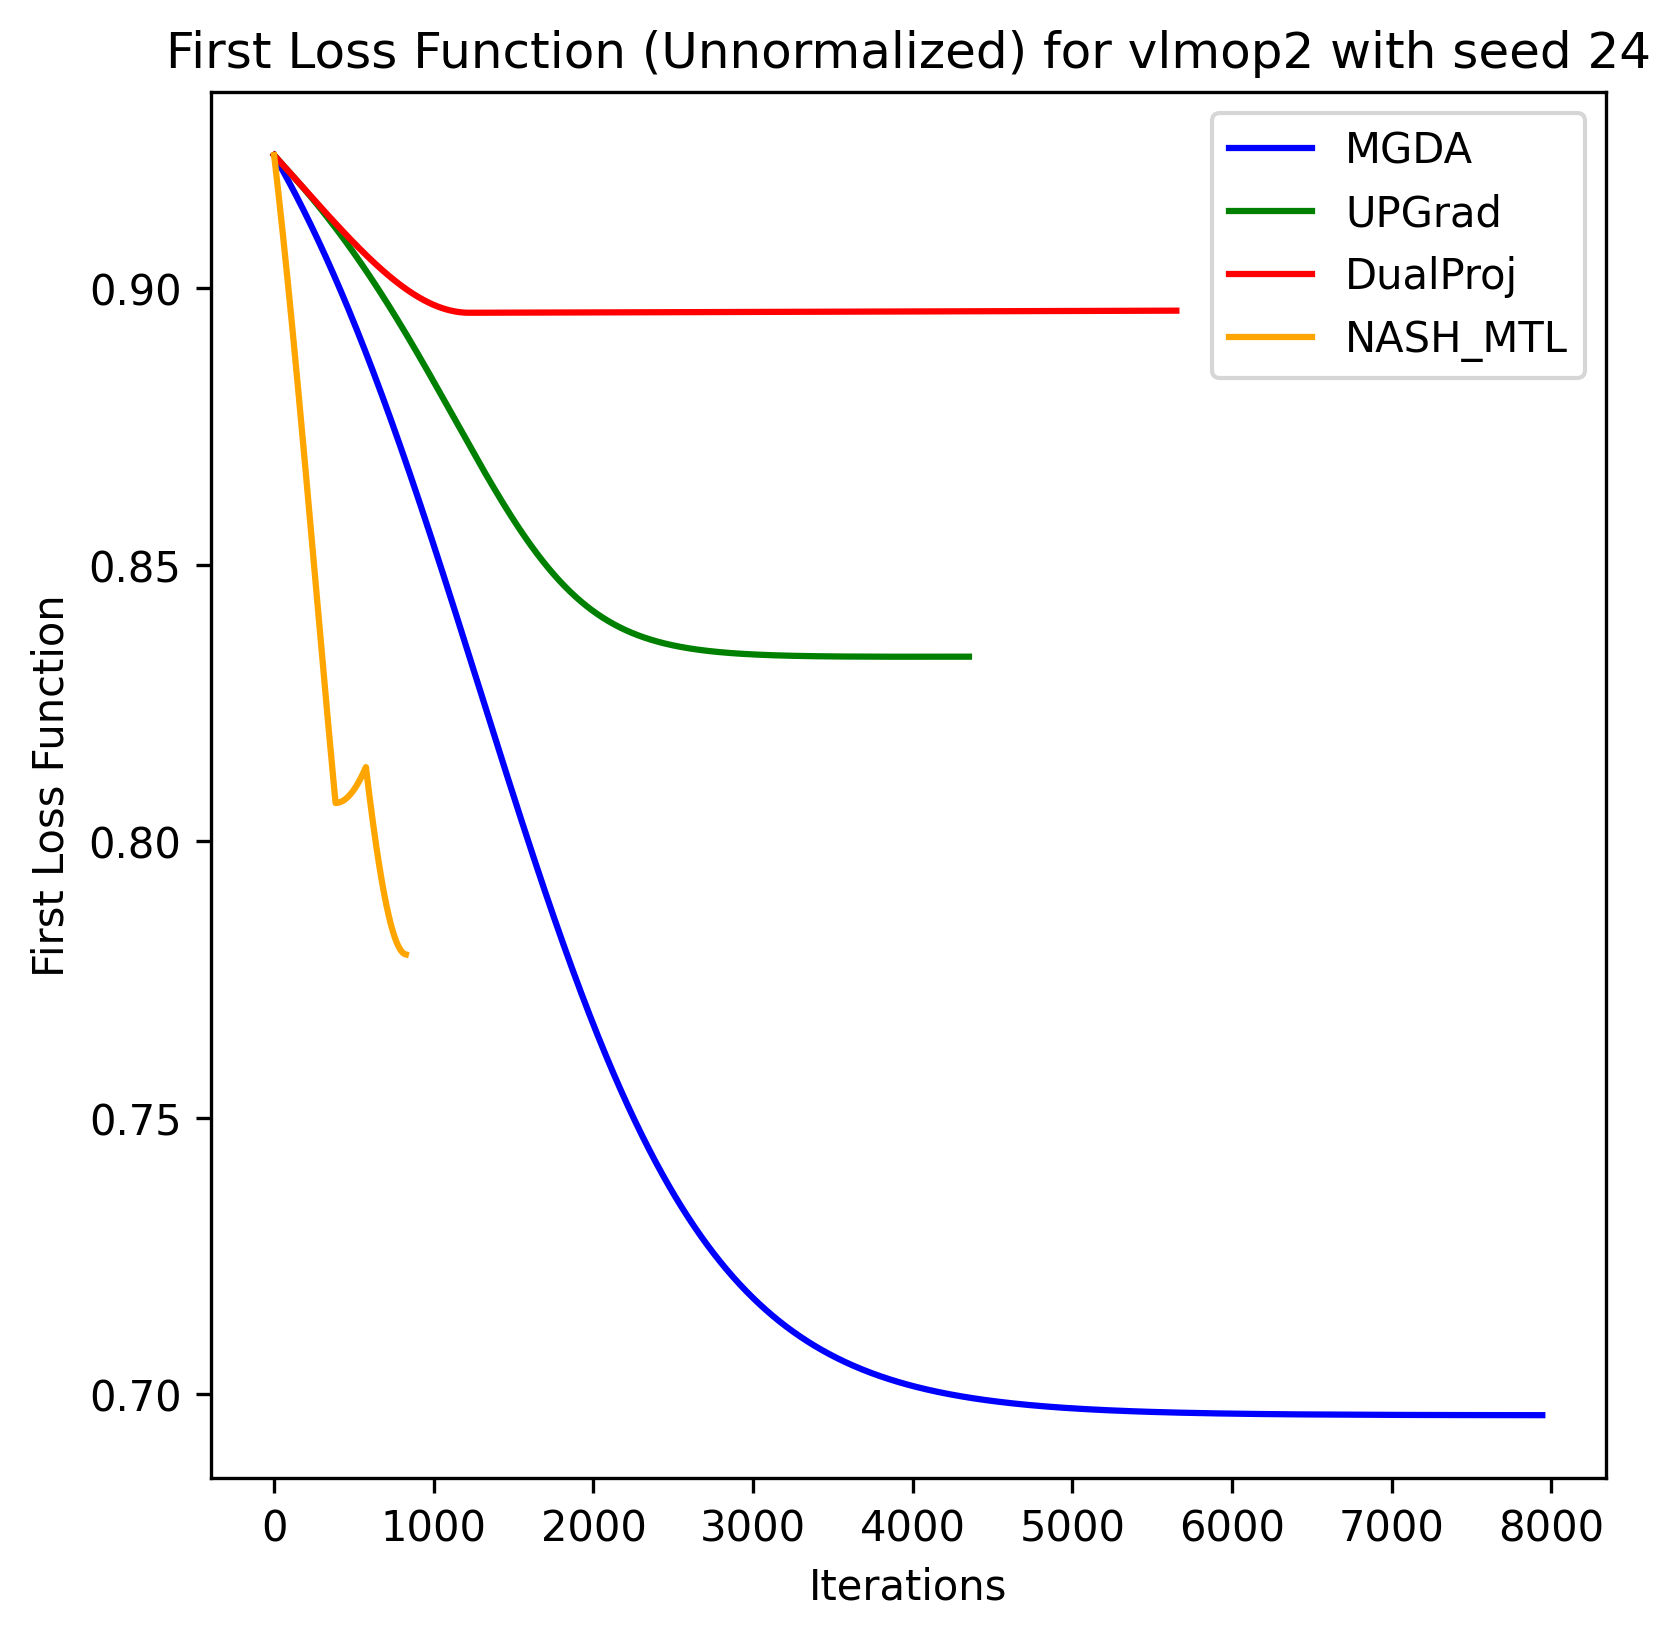 First Loss Function (Unnormalized) for vlmop2 with seed 24
MGDA
UPGrad
DualProj
NASH_MTL
First Loss Function
0.90
0.85
0.80
0.75
0.70
0 1000 2000 3000 4000 5000 6000 7000 8000
Iterations